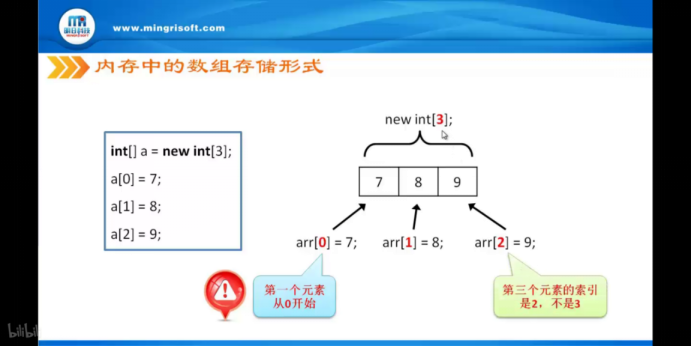 www.mingrisoft.com
内存中的数组存储形式
new int[3];
int[] a = new int[3];
a[0] = 7;
a[1] = 8;
a[2] = 9;
7 8 9
arr[0] = 7; arr[1] = 8; arr[2] = 9;
第一个元素
从0开始
第三个元素的索引
是2，不是3